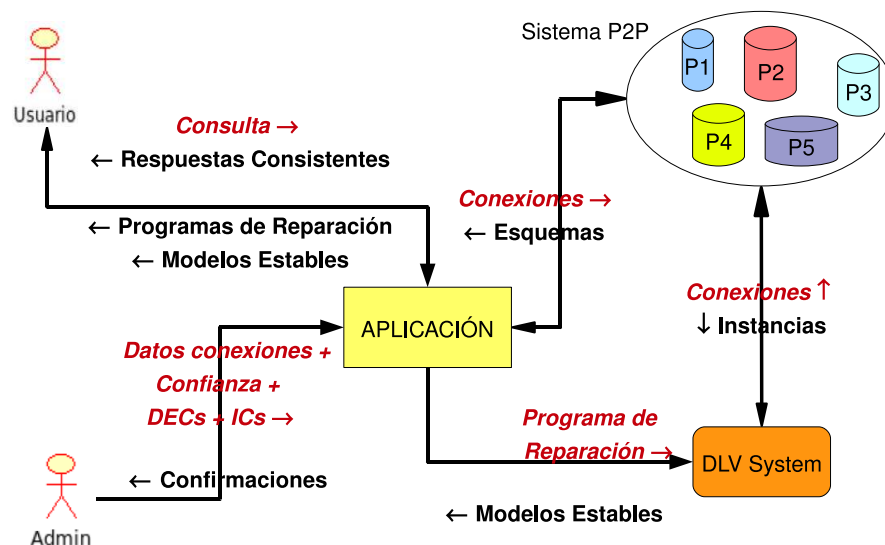 Sistema P2P
P1
P2
P3
P4
P5
Usuario
Consulta →
← Respuestas Consistentes
← Programas de Reparación
← Modelos Estables
Conexiones →
← Esquemas
Conexiones ↑
↓ Instancias
APLICACIÓN
Datos conexiones +
Confianza +
DECs + ICs →
← Confirmaciones
Programa de
Reparación →
DLV System
← Modelos Estables
Admin